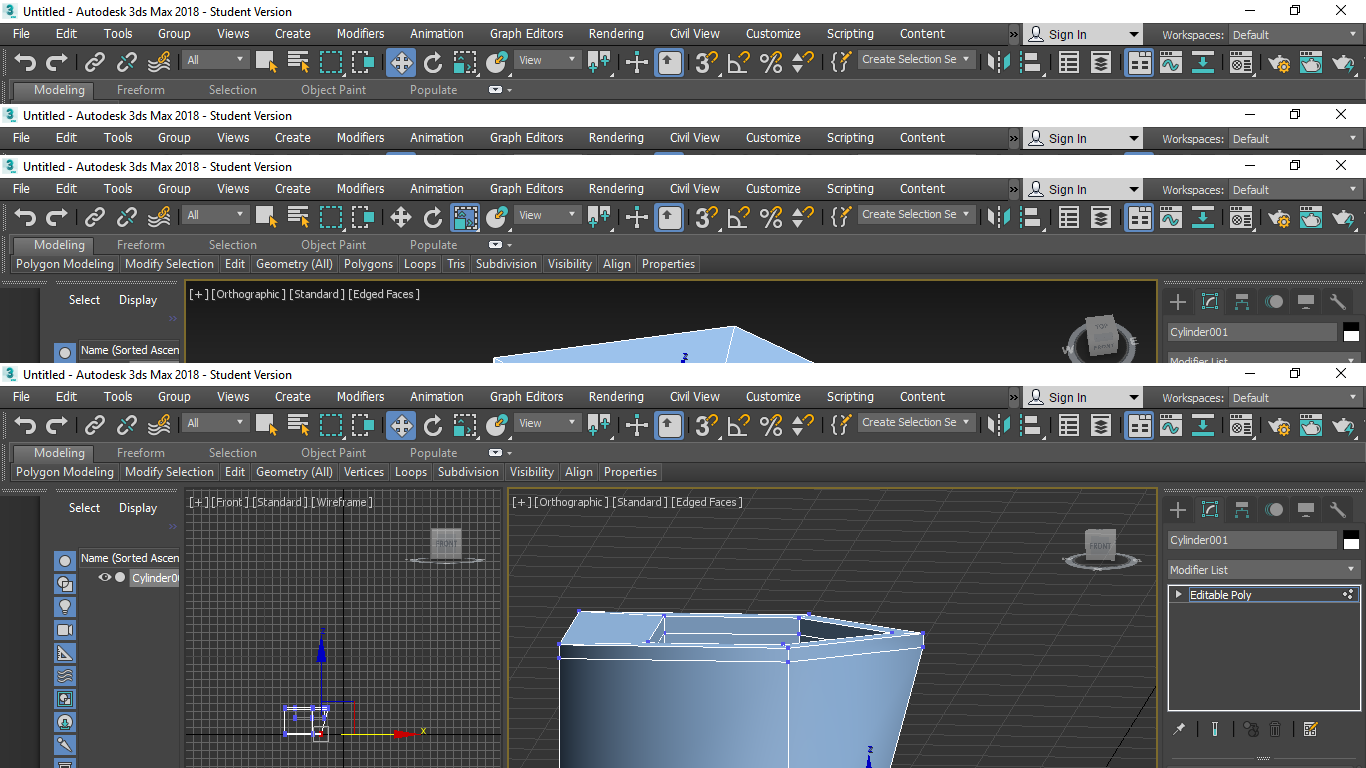 Untitled - Autodesk 3ds Max 2018 - Student Version
File Edit Tools Group Views Create Modifiers Animation Graph Editors Rendering Civil View Customize Scripting Content » Sign In Workspaces: Default
All View Create Selection Se
Modeling Freeform Selection Object Paint Populate
Untitled - Autodesk 3ds Max 2018 - Student Version
File Edit Tools Group Views Create Modifiers Animation Graph Editors Rendering Civil View Customize Scripting Content » Sign In Workspaces: Default
Untitled - Autodesk 3ds Max 2018 - Student Version
File Edit Tools Group Views Create Modifiers Animation Graph Editors Rendering Civil View Customize Scripting Content » Sign In Workspaces: Default
All View Create Selection Se
Modeling Freeform Selection Object Paint Populate
Polygon Modeling Modify Selection Edit Geometry (All) Polygons Loops Tris Subdivision Visibility Align Properties
Select Display [+] [Orthographic] [Standard] [Edged Faces]
»
TOP
FRONT
W E
Cylinder001
Name (Sorted Ascen
z
Modifier List
Untitled - Autodesk 3ds Max 2018 - Student Version
File Edit Tools Group Views Create Modifiers Animation Graph Editors Rendering Civil View Customize Scripting Content » Sign In Workspaces: Default
All View Create Selection Se
Modeling Freeform Selection Object Paint Populate
Polygon Modeling Modify Selection Edit Geometry (All) Vertices Loops Subdivision Visibility Align Properties
Select Display [+] [Front] [Standard] [Wireframe] [+] [Orthographic] [Standard] [Edged Faces]
»
FRONT FRONT
Cylinder001
Name (Sorted Ascen
Modifier List
Cylinder00
Editable Poly
z
x
z